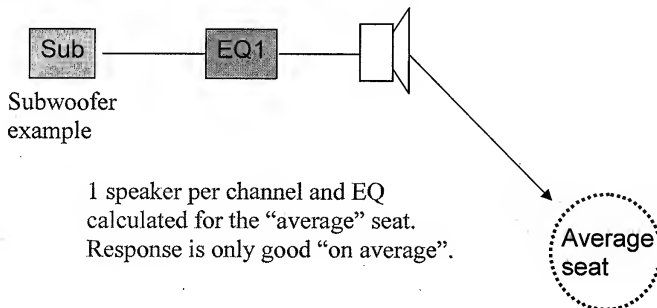 Sub
EQ1
Subwoofer
example
1 speaker per channel and EQ
calculated for the “average” seat.
Response is only good “on average”.
Average
seat